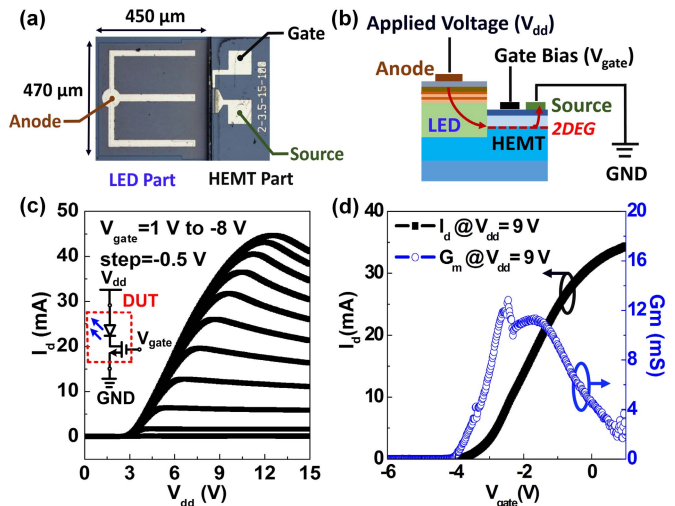 (a)
450 µm
470 µm
Gate
Anode
Source
2-3.5-15-100
LED Part
HEMT Part
(b)
Applied Voltage (Vdd)
Anode
Gate Bias (Vgate)
Source
LED
2DEG
HEMT
GND
(c)
50
40
30
20
10
0
Id (mA)
Vgate=1 V to -8 V
step=-0.5 V
Vdd
DUT
Vgate
GND
0 3 6 9 12 15
Vdd (V)
(d)
40
30
20
10
0
Id(mA)
Id @Vdd= 9 V
Gm @Vdd= 9 V
20
16
12
8
4
0
Gm (mS)
-6 -4 -2 0
Vgate(V)